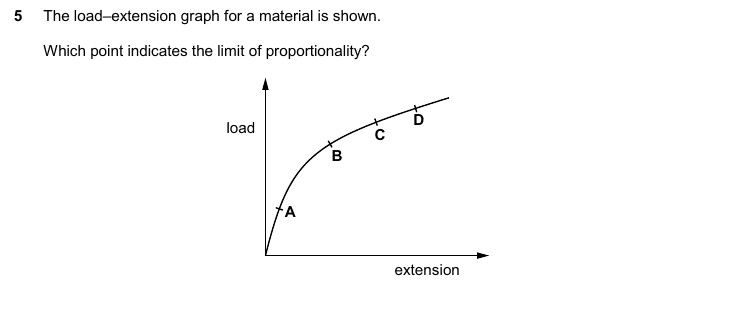 5 The load–extension graph for a material is shown.
Which point indicates the limit of proportionality?
load
D
C
B
A
extension